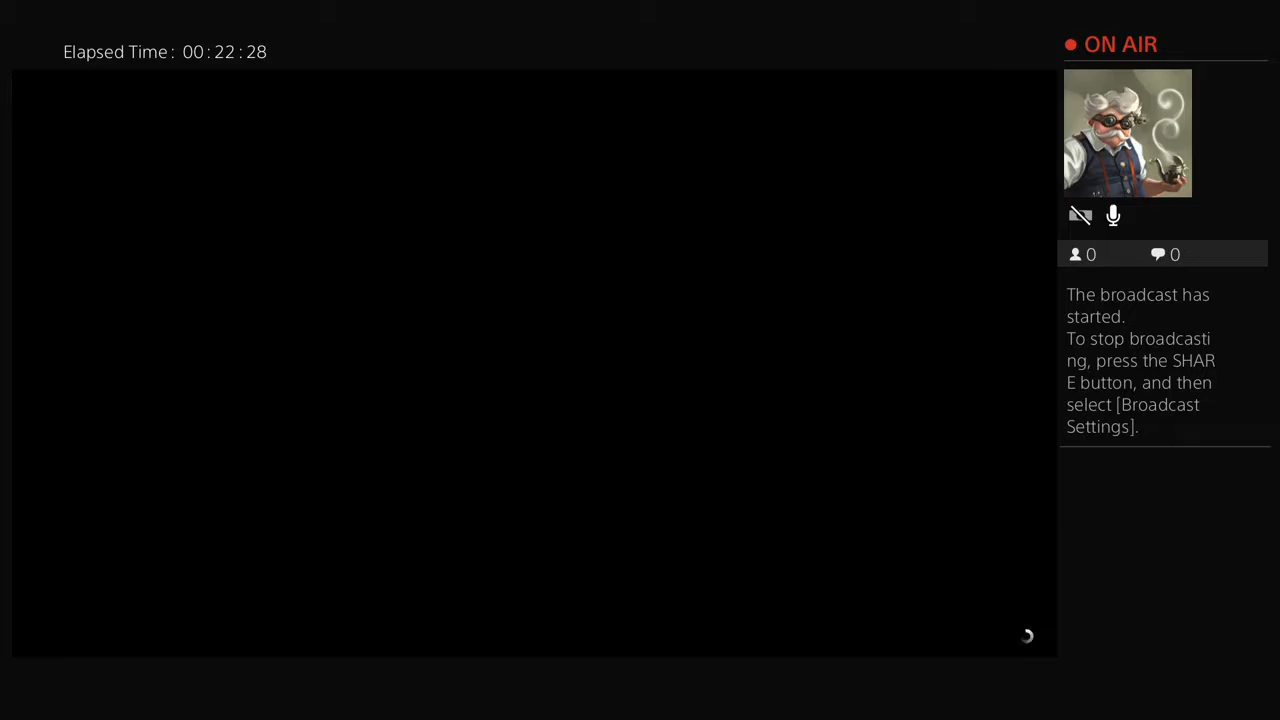 Elapsed Time: 00:22:28
ON AIR
0 0
The broadcast has
started.
To stop broadcasti
ng, press the SHAR
E button, and then
select [Broadcast
Settings].